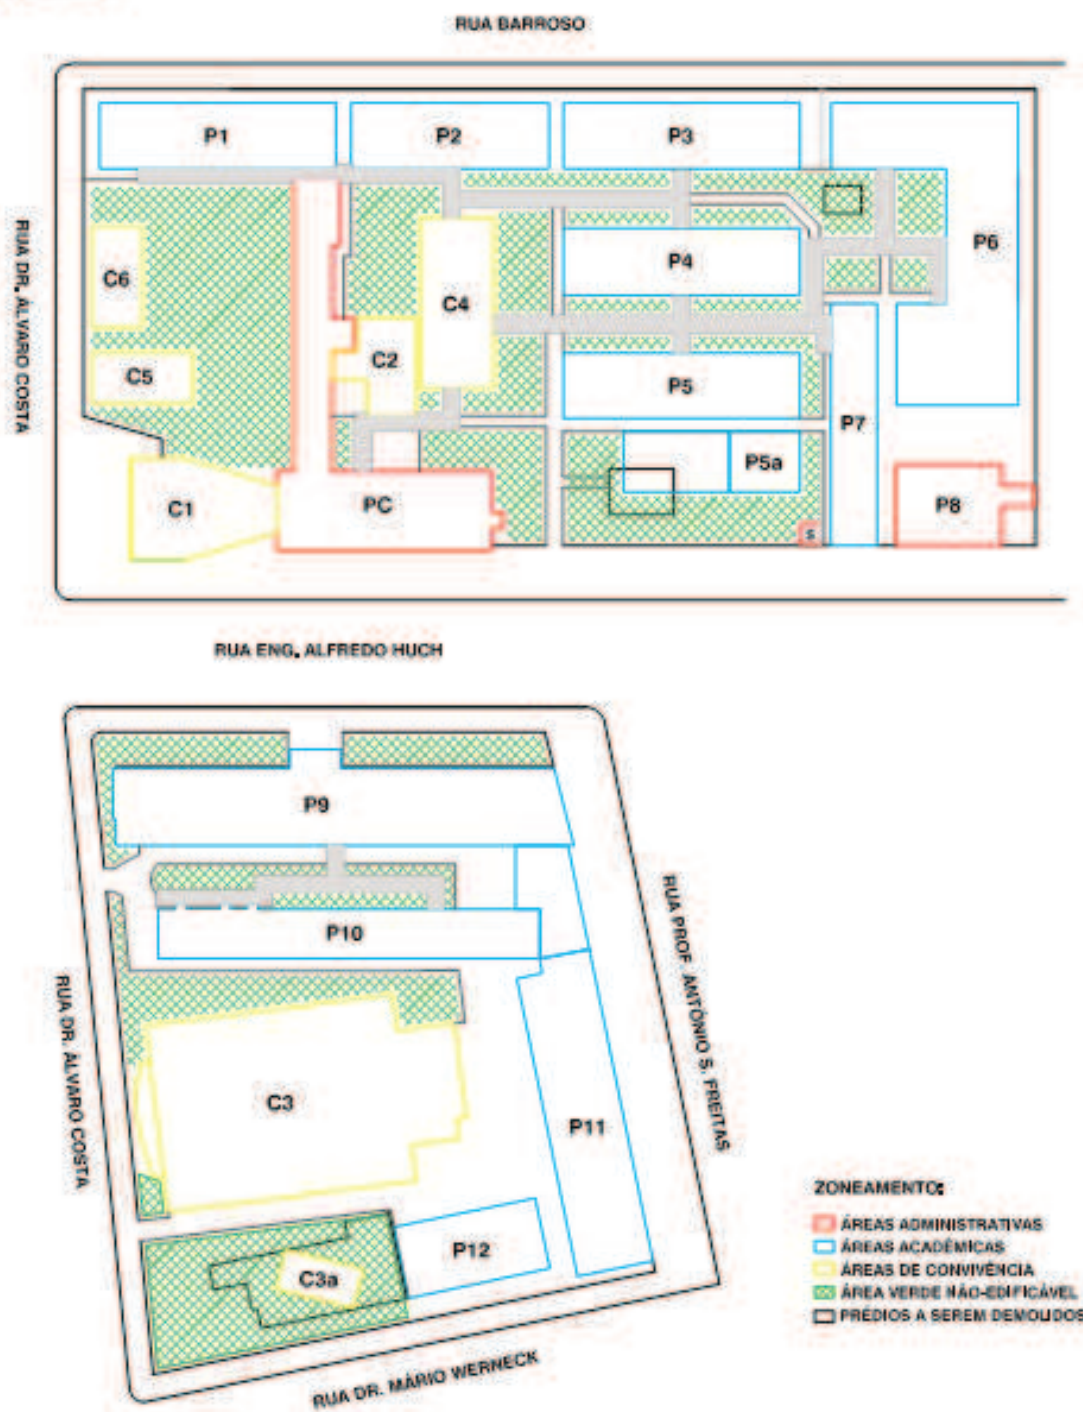 RUA BARROSO
P1
P2
P3
P6
P4
C6
C4
C2
C5
P5
P7
P5a
C1
PC
P8
S
RUA DR. ÁLVARO COSTA
RUA ENG. ALFREDO HUCH
P9
P10
RUA PROF. ANTÔNIO S. FREITAS
RUA DR. ÁLVARO COSTA
C3
P11
P12
C3a
RUA DR. MÁRIO WERNECK
ZONEAMENTO:
ÁREAS ADMINISTRATIVAS
ÁREAS ACADÊMICAS
ÁREAS DE CONVIVÊNCIA
ÁREA VERDE NÃO-EDIFICÁVEL
PRÉDIOS A SEREM DEMOLIDOS